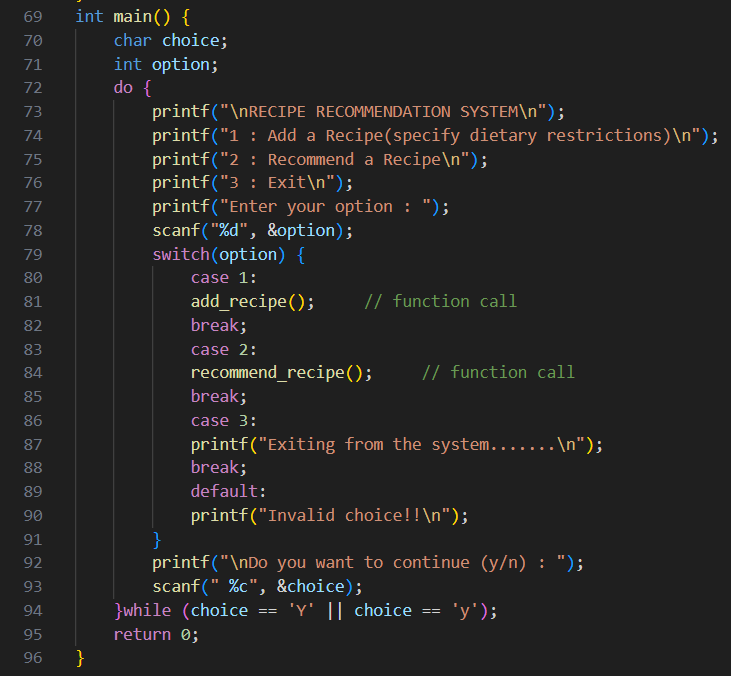 69 int main() {
70 char choice;
71 int option;
72 do {
73 printf("\nRECIPE RECOMMENDATION SYSTEM\n");
74 printf("1 : Add a Recipe(specify dietary restrictions)\n");
75 printf("2 : Recommend a Recipe\n");
76 printf("3 : Exit\n");
77 printf("Enter your option : ");
78 scanf("%d", &option);
79 switch(option) {
80 case 1:
81 add_recipe(); // function call
82 break;
83 case 2:
84 recommend_recipe(); // function call
85 break;
86 case 3:
87 printf("Exiting from the system.......\n");
88 break;
89 default:
90 printf("Invalid choice!!\n");
91 }
92 printf("\nDo you want to continue (y/n) : ");
93 scanf(" %c", &choice);
94 }while (choice == 'Y' || choice == 'y');
95 return 0;
96 }